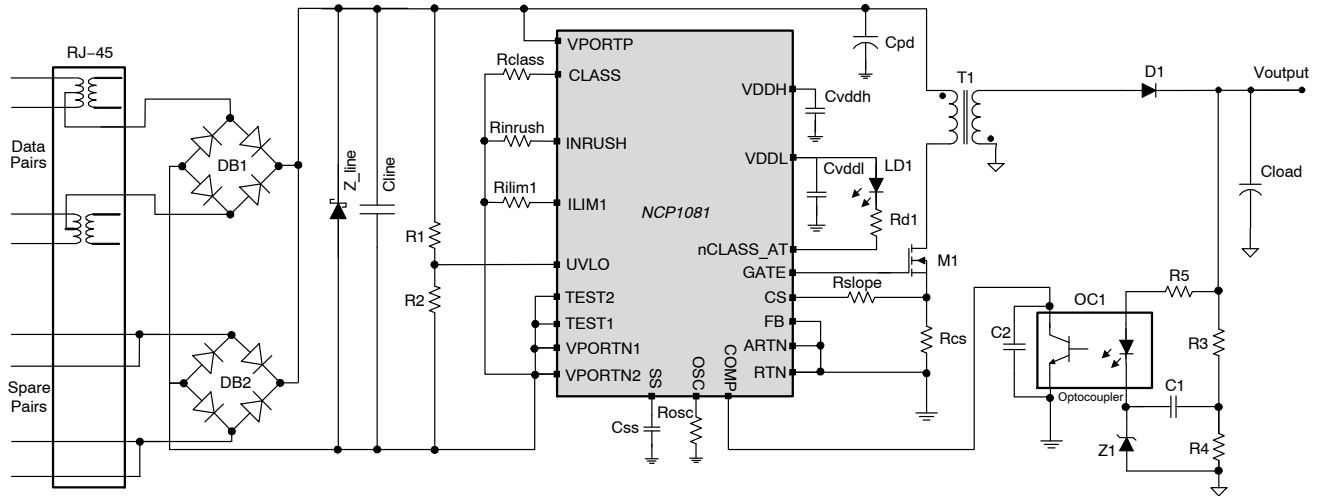 RJ-45
Data
Pairs
Spare
Pairs
DB1
DB2
Z_line
Cline
R1
R2
Rclass
Rinrush
Rilim1
VPORTP
CLASS
INRUSH
ILIM1
UVLO
TEST2
TEST1
VPORTN1
VPORTN2
NCP1081
SS
OSC
COMP
VDDH
VDDL
nCLASS_AT
GATE
CS
FB
ARTN
RTN
Css
Rosc
Cpd
Cvddh
Cvddl
LD1
Rd1
M1
Rslope
Rcs
T1
D1
Voutput
Cload
R5
OC1
C2
Optocoupler
R3
C1
Z1
R4